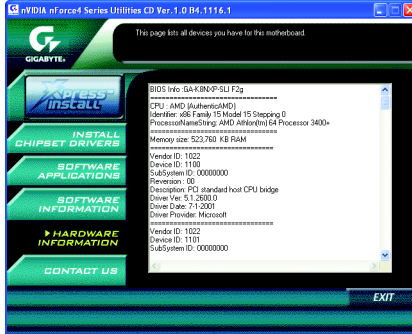 nVIDIA nForce4 Series Utilities CD Ver.1.0 B4.1116.1
This page lists all devices you have for this motherboard.
GIGABYTE
Xpress
Install
INSTALL
CHIPSET DRIVERS
SOFTWARE
APPLICATIONS
SOFTWARE
INFORMATION
HARDWARE
INFORMATION
CONTACT US
BIOS Info :GA-K8NXP-SLI F2g
================================
CPU : AMD (AuthenticAMD)
Identifier: x86 Family 15 Model 15 Stepping 0
ProcessorNameString: AMD Athlon(tm) 64 Processor 3400+
================================
Memory size: 523,760 KB RAM
================================
Vendor ID: 1022
Device ID: 1100
SubSystem ID: 00000000
Reversion : 00
Description: PCI standard host CPU bridge
Driver Ver: 5.1.2600.0
Driver Date: 7-1-2001
Driver Provider: Microsoft
================================
Vendor ID: 1022
Device ID: 1101
SubSystem ID: 00000000
EXIT